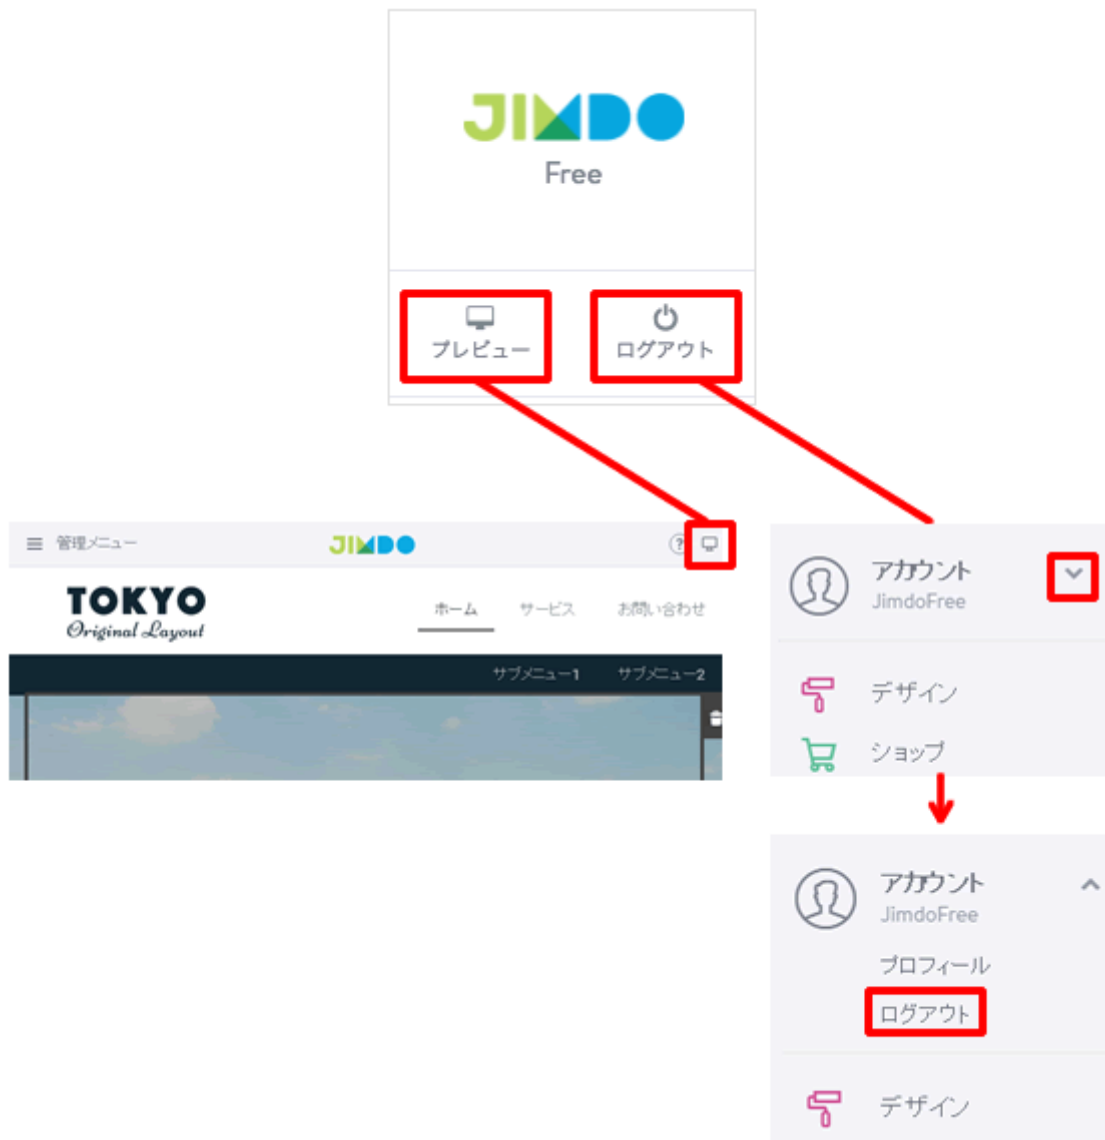 JIMDO
Free
プレビュー
ログアウト
管理メニュー
JIMDO
?
TOKYO
Original Layout
ホーム
サービス
お問い合わせ
サブメニュー1
サブメニュー2
アカウント
JimdoFree
デザイン
ショップ
アカウント
JimdoFree
プロフィール
ログアウト
デザイン